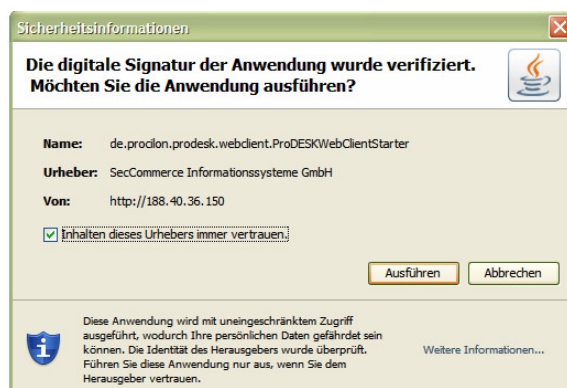 Sicherheitsinformationen
Die digitale Signatur der Anwendung wurde verifiziert.
Möchten Sie die Anwendung ausführen?
Name: de.procilon.prodesk.webclient.ProDESKWebClientStarter
Urheber: SecCommerce Informationssysteme GmbH
Von: http://188.40.36.150
Inhalten dieses Urhebers immer vertrauen.
Ausführen Abbrechen
Diese Anwendung wird mit uneingeschränktem Zugriff
ausgeführt, wodurch Ihre persönlichen Daten gefährdet sein
können. Die Identität des Herausgebers wurde überprüft.
Führen Sie diese Anwendung nur aus, wenn Sie dem
Herausgeber vertrauen.
Weitere Informationen...